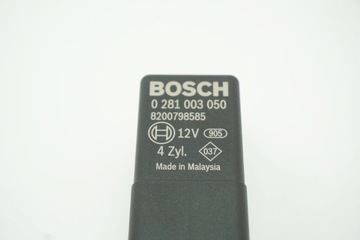 BOSCH
0 281 003 050
8200798585
12V 905
4 Zyl. 037
Made in Malaysia